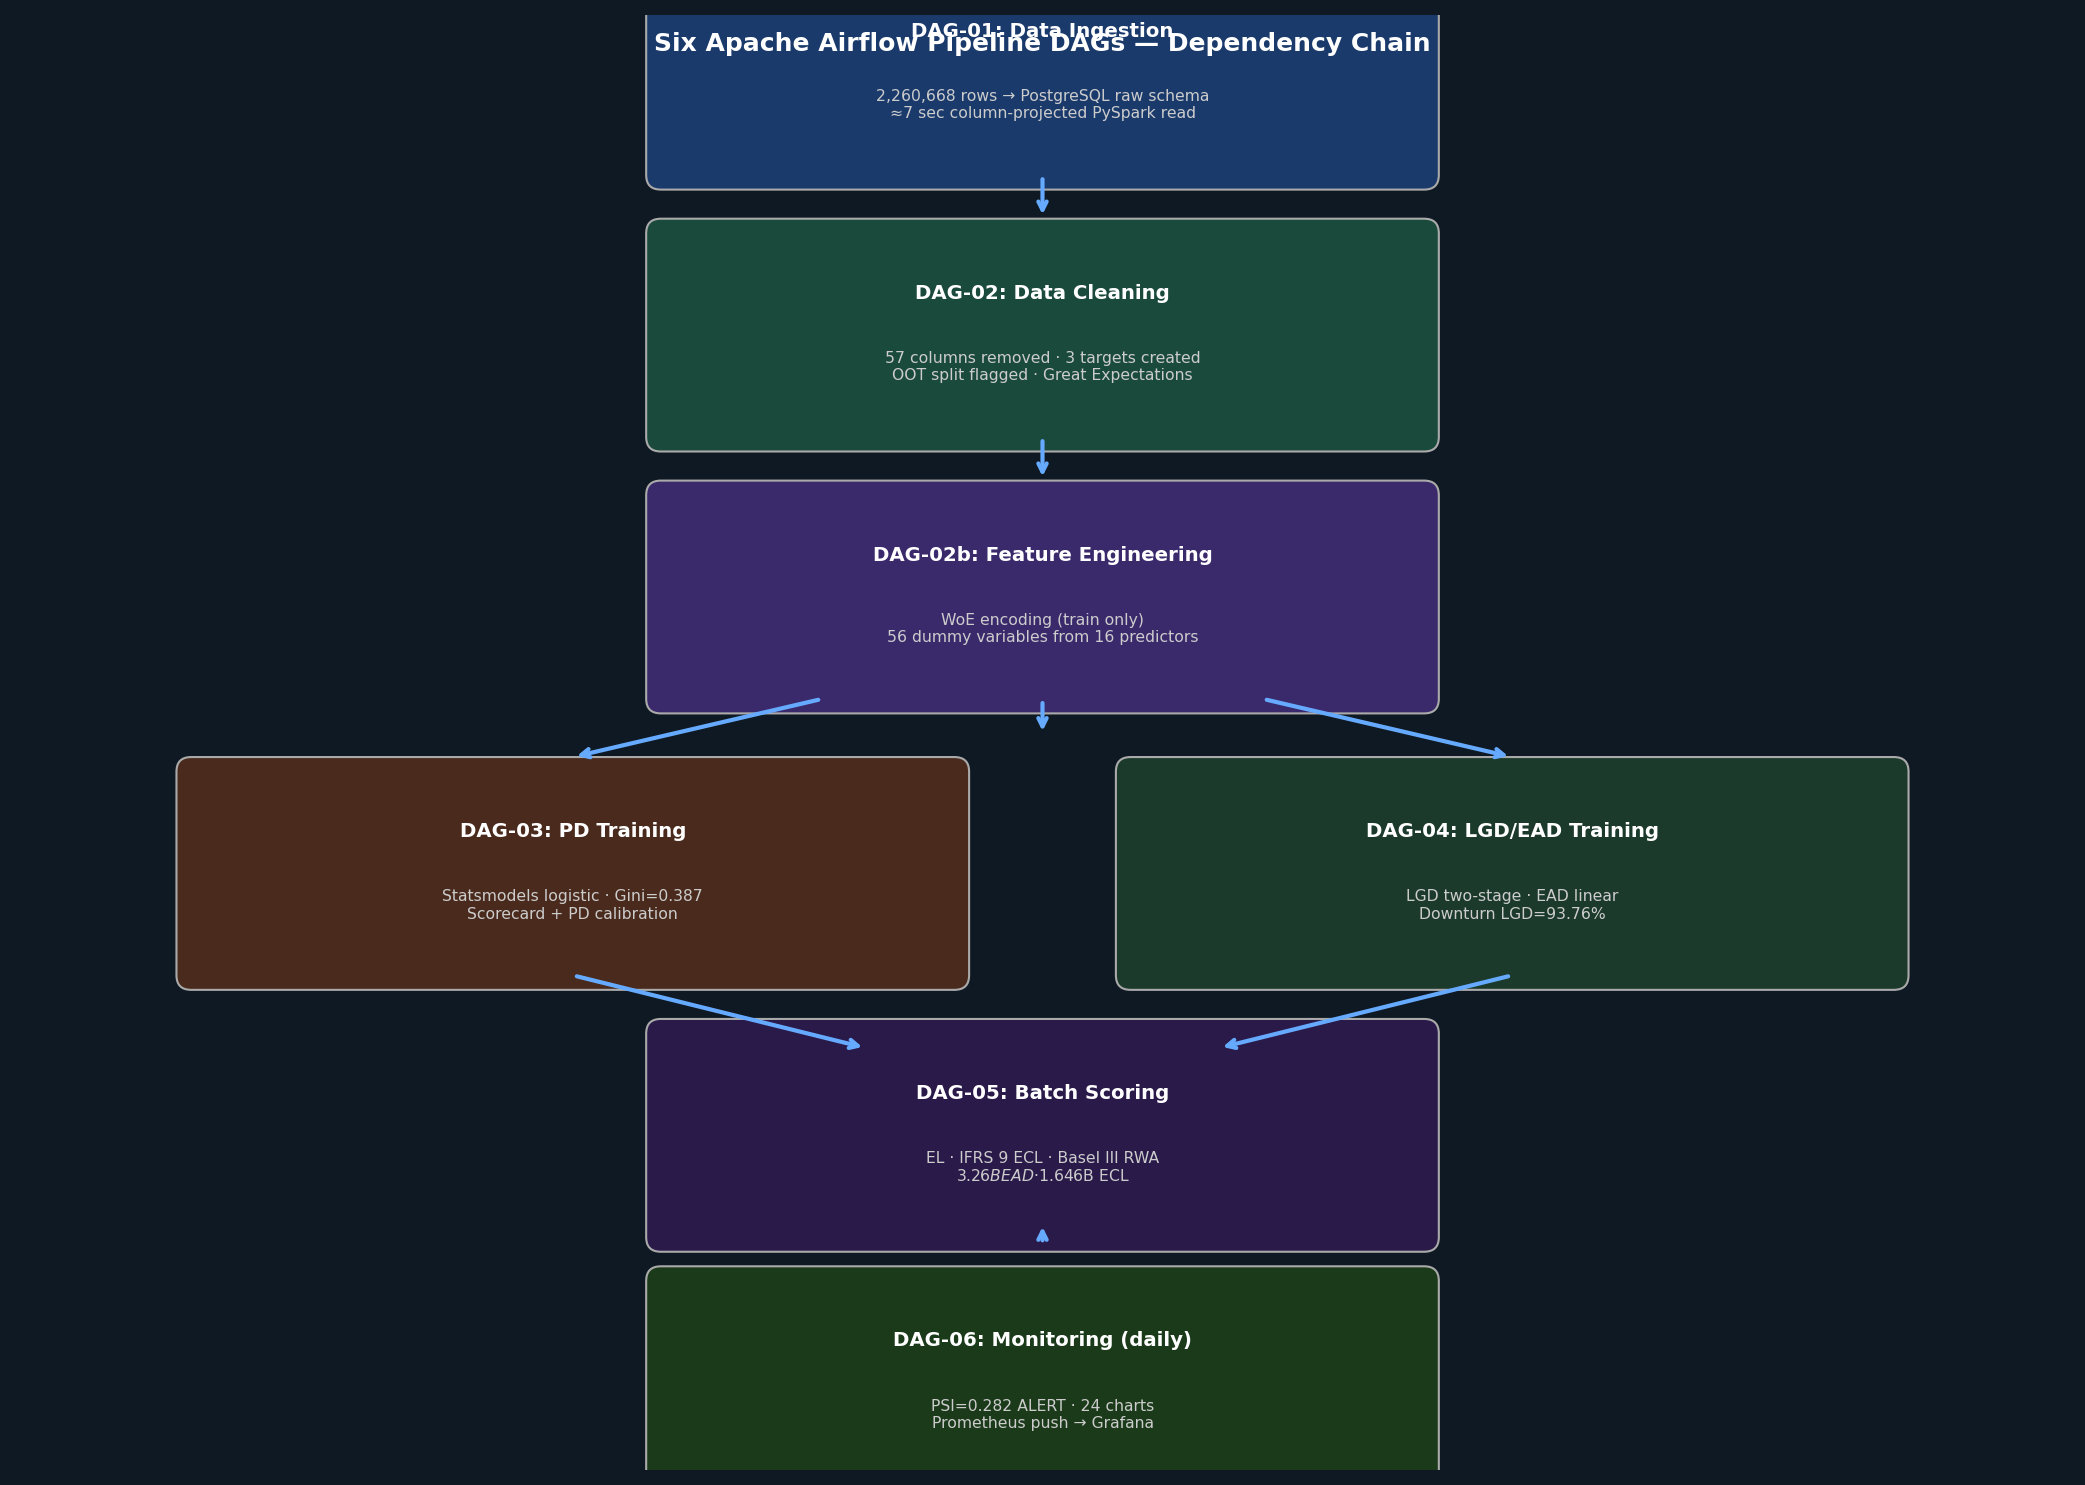 DAG-01: Data Ingestion
Six Apache Airflow Pipeline DAGs — Dependency Chain
2,260,668 rows → PostgreSQL raw schema
≈7 sec column-projected PySpark read
DAG-02: Data Cleaning
57 columns removed · 3 targets created
OOT split flagged · Great Expectations
DAG-02b: Feature Engineering
WoE encoding (train only)
56 dummy variables from 16 predictors
DAG-03: PD Training
Statsmodels logistic · Gini=0.387
Scorecard + PD calibration
DAG-04: LGD/EAD Training
LGD two-stage · EAD linear
Downturn LGD=93.76%
DAG-05: Batch Scoring
EL · IFRS 9 ECL · Basel III RWA
3.26BEAD·1.646B ECL
DAG-06: Monitoring (daily)
PSI=0.282 ALERT · 24 charts
Prometheus push → Grafana